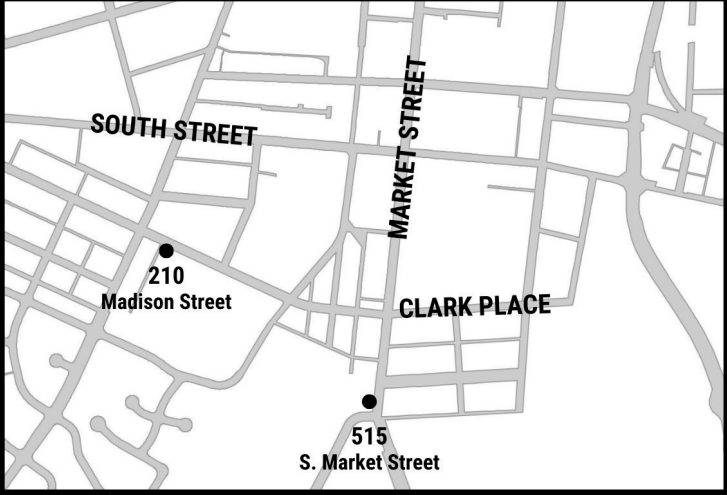 SOUTH STREET
MARKET STREET
210
Madison Street
CLARK PLACE
515
S. Market Street